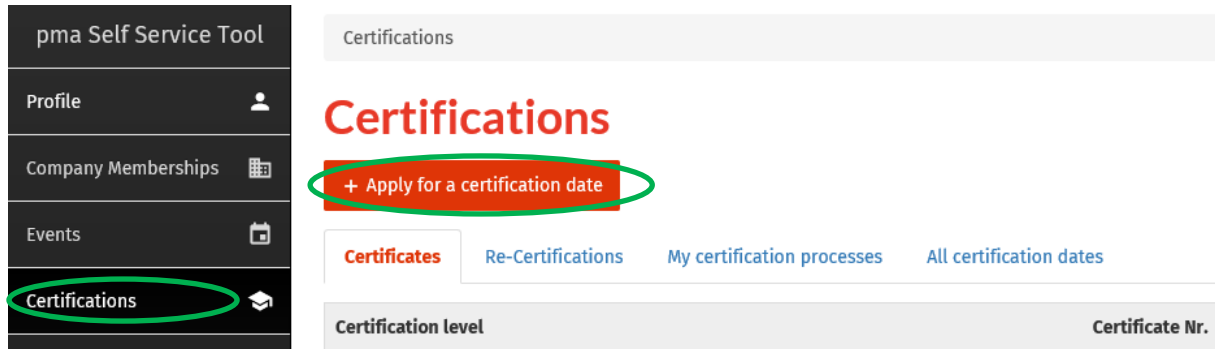 pma Self Service Tool
Profile
Company Memberships
Events
Certifications
Certifications
Certifications
+ Apply for a certification date
Certificates Re-Certifications My certification processes All certification dates
Certification level Certificate Nr.